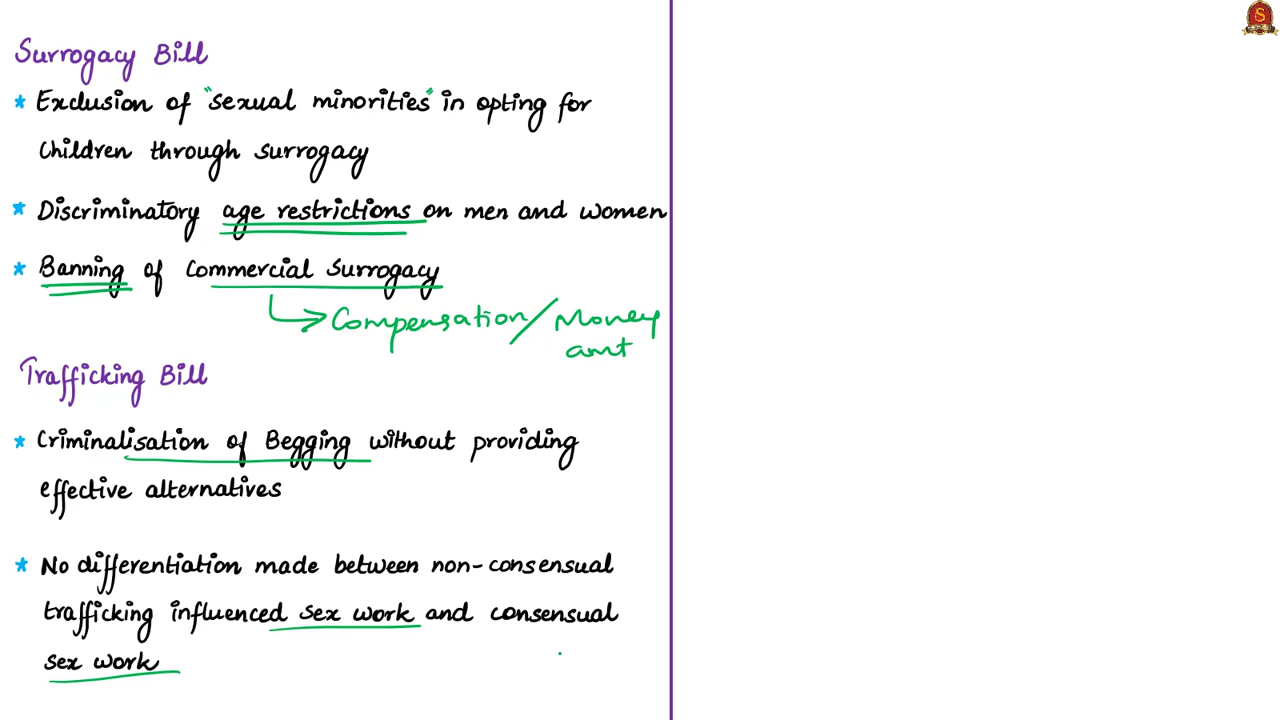 Surrogacy Bill
* Exclusion of "sexual minorities" in opting for
children through surrogacy
* Discriminatory age restrictions on men and women
* Banning of Commercial Surrogacy
Compensation/Money
amt
Trafficking Bill
* Criminalisation of Begging without providing
effective alternatives
* No differentiation made between non-consensual
trafficking influenced sex work and consensual
sex work
S